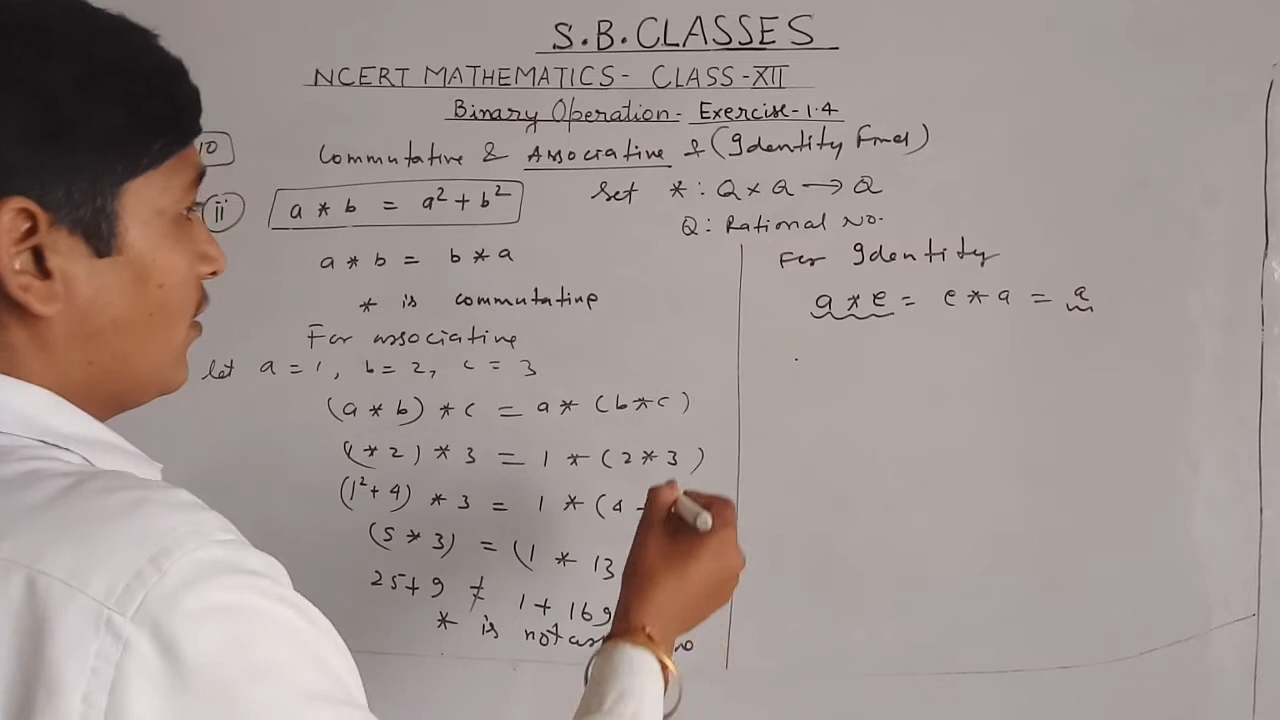 S.B.CLASSES
NCERT MATHEMATICS- CLASS-XII
Binary Operation- Exercise-1.4
10
Commutative & Associative & (Identity Find)
ii a * b = a² + b² Set * : Q × Q → Q
Q: Rational No.
a * b = b * a
* is commutative
For associative
let a = 1, b = 2, c = 3
(a * b) * c = a * (b * c)
(1 * 2) * 3 = 1 * (2 * 3)
(1² + 4) * 3 = 1 * (4
(5 * 3) = (1 * 13
25+9 ≠ 1 + 169
* is not
For Identity
a * e = e * a = a